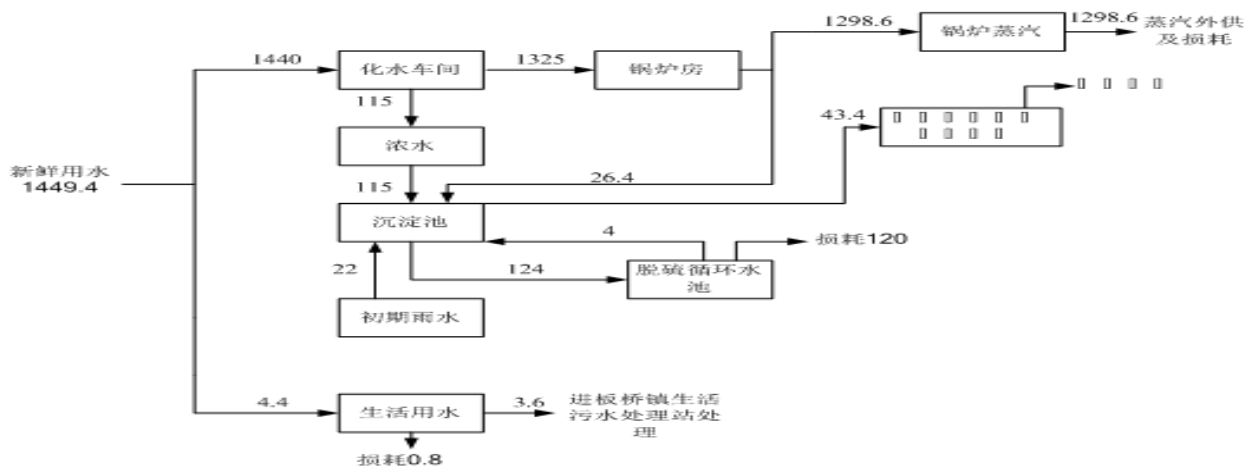 1298.6
锅炉蒸汽
1298.6
蒸汽外供
及损耗
1440
化水车间
1325
锅炉房
115
43.4
浓水
新鲜用水
1449.4
115
26.4
沉淀池
4
损耗120
22
124
脱硫循环水
池
初期雨水
4.4
生活用水
3.6
进板桥镇生活
污水处理站处
理
损耗0.8